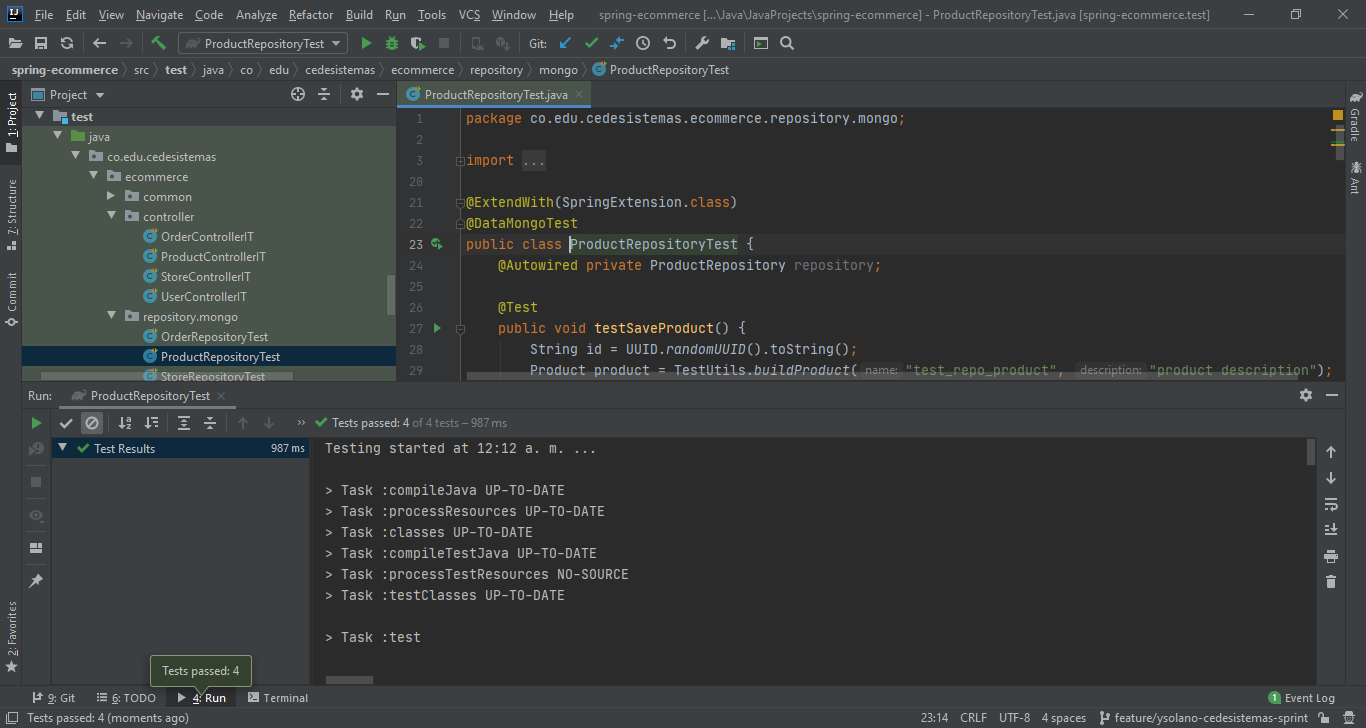 File Edit View Navigate Code Analyze Refactor Build Run Tools VCS Window Help spring-ecommerce [...\Java\JavaProjects\spring-ecommerce] - ProductRepositoryTest.java [spring-ecommerce.test]
ProductRepositoryTest Git:
spring-ecommerce src test java co edu cedesistemas ecommerce repository mongo ProductRepositoryTest
1: Project
7: Structure
Commit
2: Favorites
Project
test
java
co.edu.cedesistemas
ecommerce
common
controller
OrderControllerIT
ProductControllerIT
StoreControllerIT
UserControllerIT
repository.mongo
OrderRepositoryTest
ProductRepositoryTest
StoreRepositoryTest
ProductRepositoryTest.java
1 package co.edu.cedesistemas.ecommerce.repository.mongo;
2
3 import ...
20
21 @ExtendWith(SpringExtension.class)
22 @DataMongoTest
23 public class ProductRepositoryTest {
24 @Autowired private ProductRepository repository;
25
26 @Test
27 public void testSaveProduct() {
28 String id = UUID.randomUUID().toString();
29 Product product = TestUtils.buildProduct( name: "test_repo_product", description: "product description");
Gradle
Ant
Run: ProductRepositoryTest
Tests passed: 4 of 4 tests – 987 ms
Test Results 987 ms
Testing started at 12:12 a. m. ...
> Task :compileJava UP-TO-DATE
> Task :processResources UP-TO-DATE
> Task :classes UP-TO-DATE
> Task :compileTestJava UP-TO-DATE
> Task :processTestResources NO-SOURCE
> Task :testClasses UP-TO-DATE
> Task :test
Tests passed: 4
9: Git 6: TODO 4: Run Terminal 1 Event Log
Tests passed: 4 (moments ago) 23:14 CRLF UTF-8 4 spaces feature/ysolano-cedesistemas-sprint